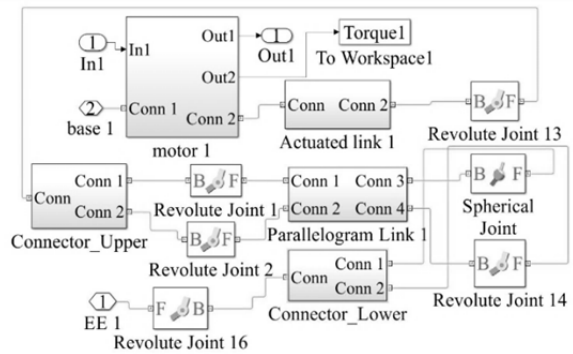 1
In1
In1
Out1
Out2
Conn 1
Conn 2
motor 1
2
base 1
1
Out1
Torque1
To Workspace1
Conn Conn 2
Actuated link 1
B F
Revolute Joint 13
Conn
Conn 1
Conn 2
Connector_Upper
B F
Revolute Joint 1
B F
Revolute Joint 2
Conn 1 Conn 3
Conn 2 Conn 4
Parallelogram Link 1
B F
Spherical
Joint
B F
Revolute Joint 14
Conn
Conn 1
Conn 2
Connector_Lower
1
EE 1
F B
Revolute Joint 16